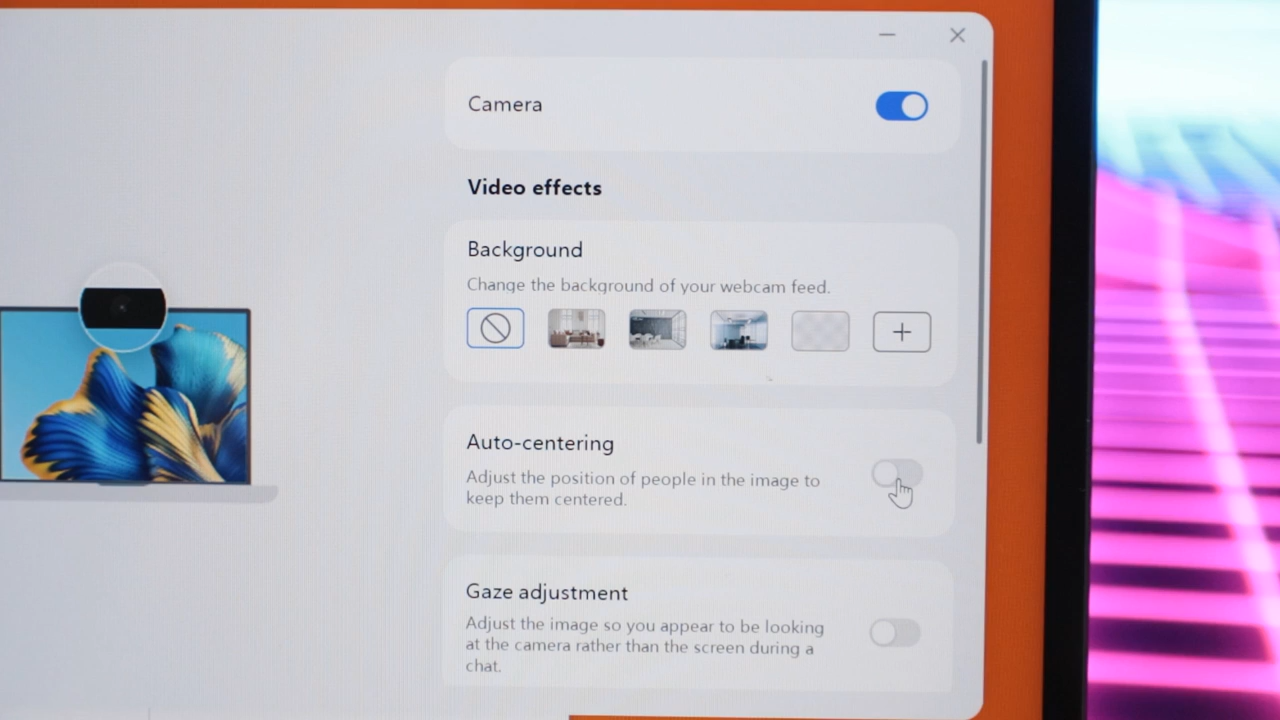 Camera
Video effects
Background
Change the background of your webcam feed.
Auto-centering
Adjust the position of people in the image to
keep them centered.
Gaze adjustment
Adjust the image so you appear to be looking
at the camera rather than the screen during a
chat.